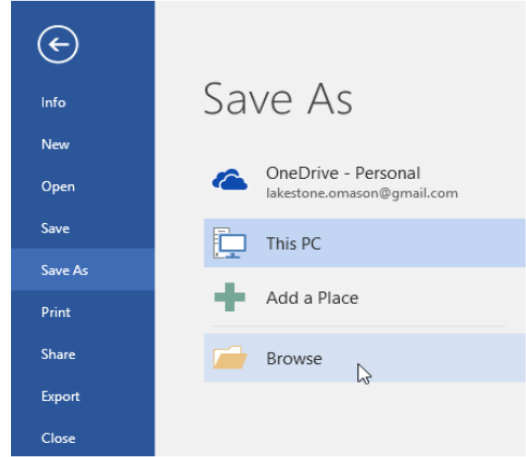 Info
New
Open
Save
Save As
Print
Share
Export
Close
Save As
OneDrive - Personal
lakestone.omason@gmail.com
This PC
Add a Place
Browse